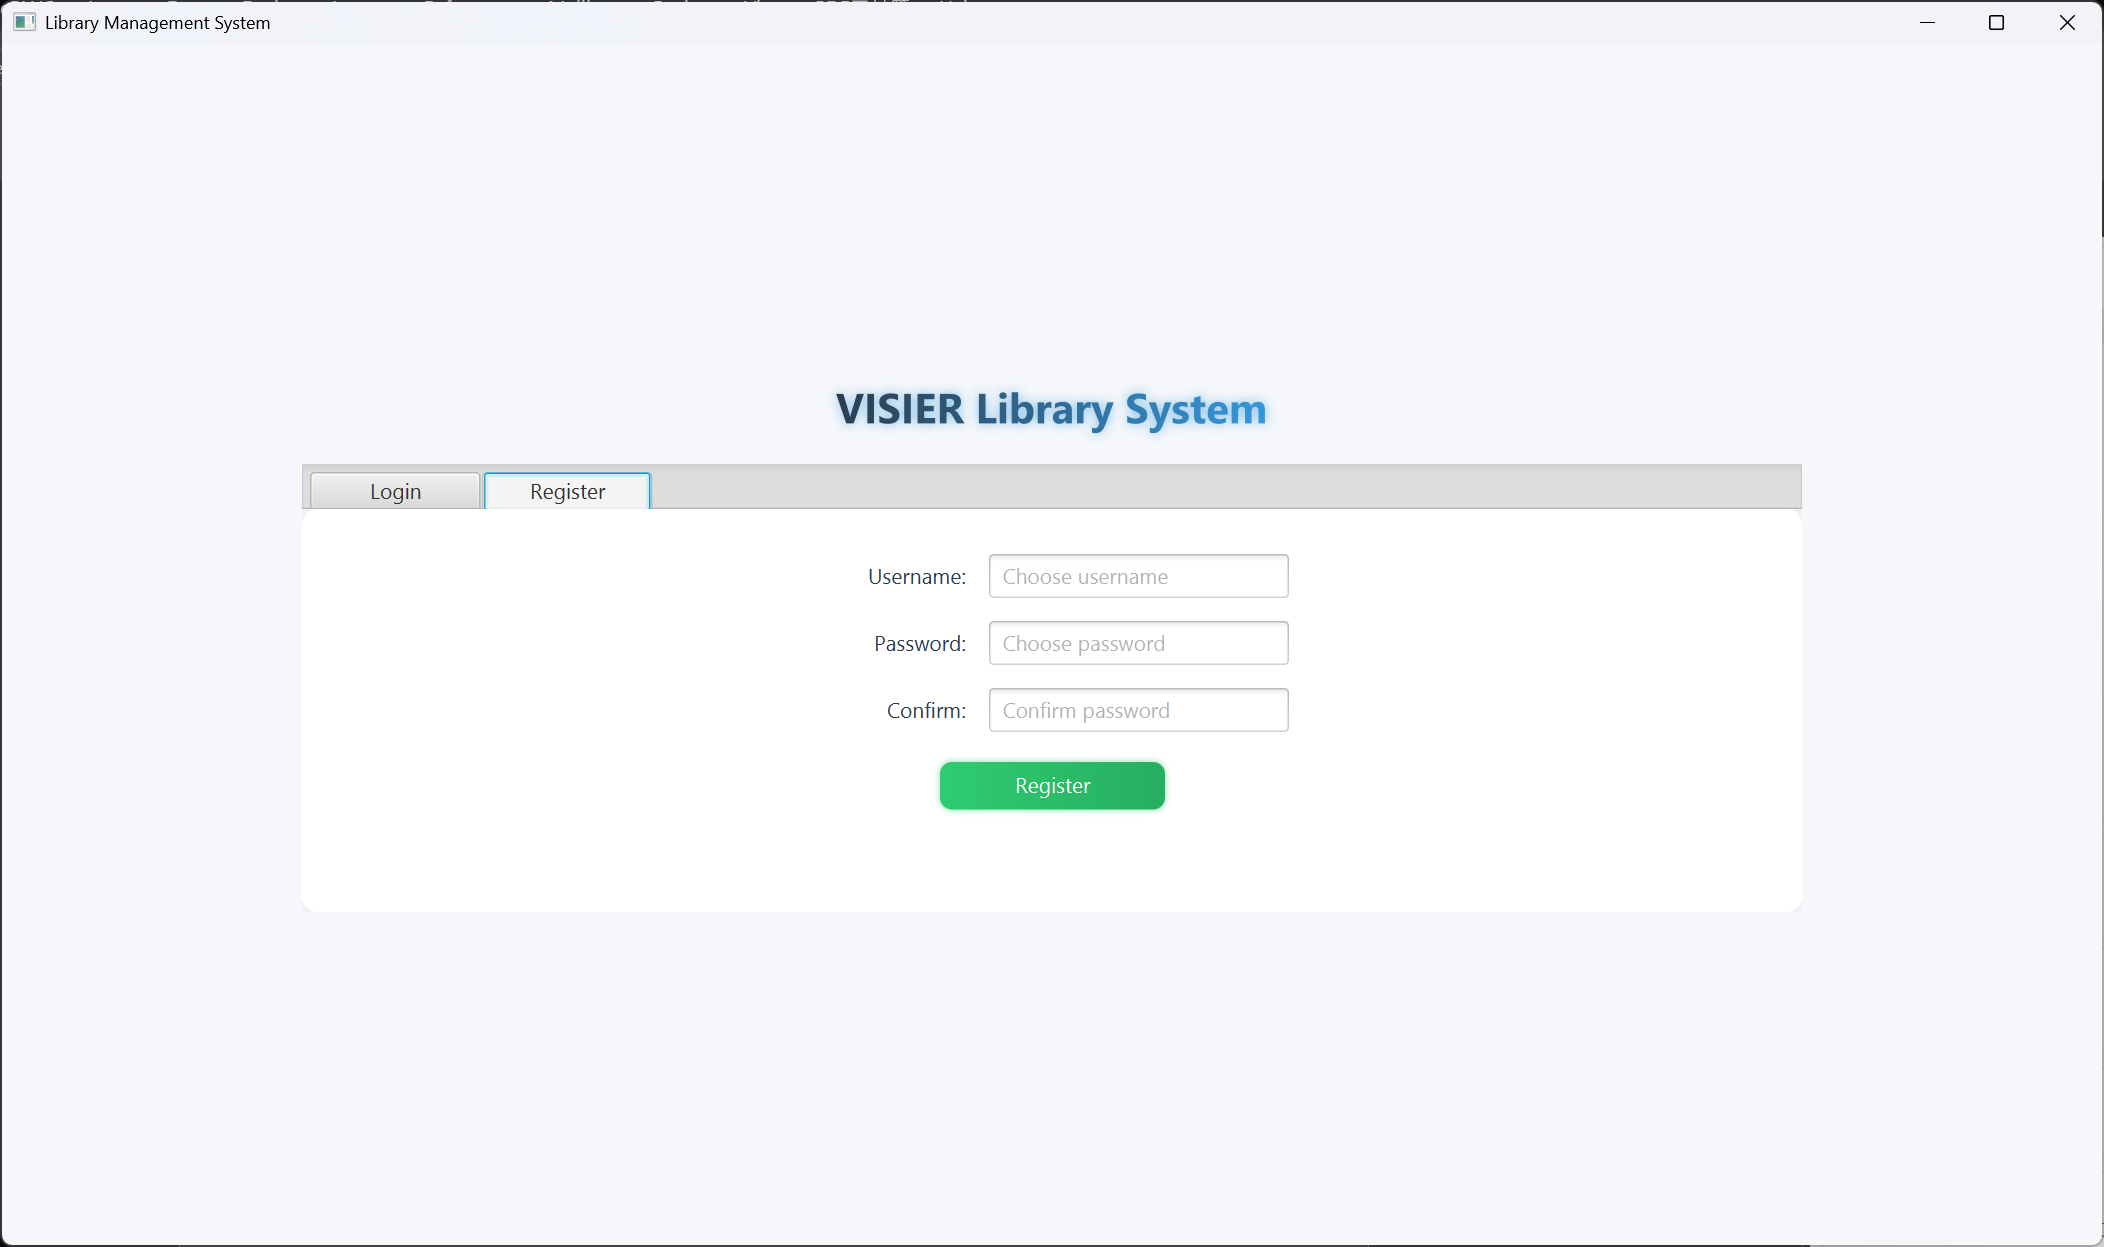 Library Management System
VISIER Library System
Login Register
Username: Choose username
Password: Choose password
Confirm: Confirm password
Register